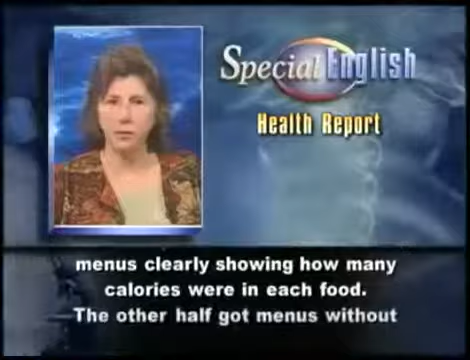 Special English
Health Report
menus clearly showing how many
calories were in each food.
The other half got menus without